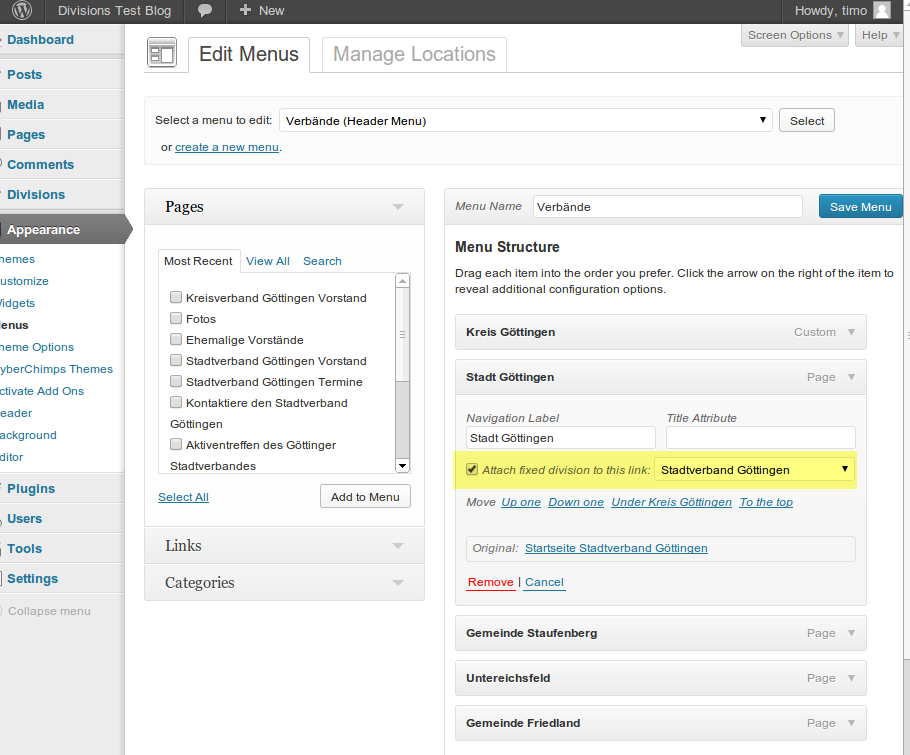 Divisions Test Blog
New
Howdy, timo
Dashboard
Posts
Media
Pages
Comments
Divisions
Appearance
hemes
ustomize
idgets
enus
heme Options
yberChimps Themes
ctivate Add Ons
eader
ackground
ditor
Plugins
Users
Tools
Settings
Collapse menu
Screen Options
Help
Edit Menus
Manage Locations
Select a menu to edit: Verbände (Header Menu) Select
or create a new menu.
Pages
Most Recent View All Search
Kreisverband Göttingen Vorstand
Fotos
Ehemalige Vorstände
Stadtverband Göttingen Vorstand
Stadtverband Göttingen Termine
Kontaktiere den Stadtverband
Göttingen
Aktiventreffen des Göttinger
Stadtverbandes
Select All Add to Menu
Links
Categories
Menu Name Verbände Save Menu
Menu Structure
Drag each item into the order you prefer. Click the arrow on the right of the item to
reveal additional configuration options.
Kreis Göttingen Custom
Stadt Göttingen Page
Navigation Label Title Attribute
Stadt Göttingen
Attach fixed division to this link: Stadtverband Göttingen
Move Up one Down one Under Kreis Göttingen To the top
Original: Startseite Stadtverband Göttingen
Remove | Cancel
Gemeinde Staufenberg Page
Untereichsfeld Page
Gemeinde Friedland Page